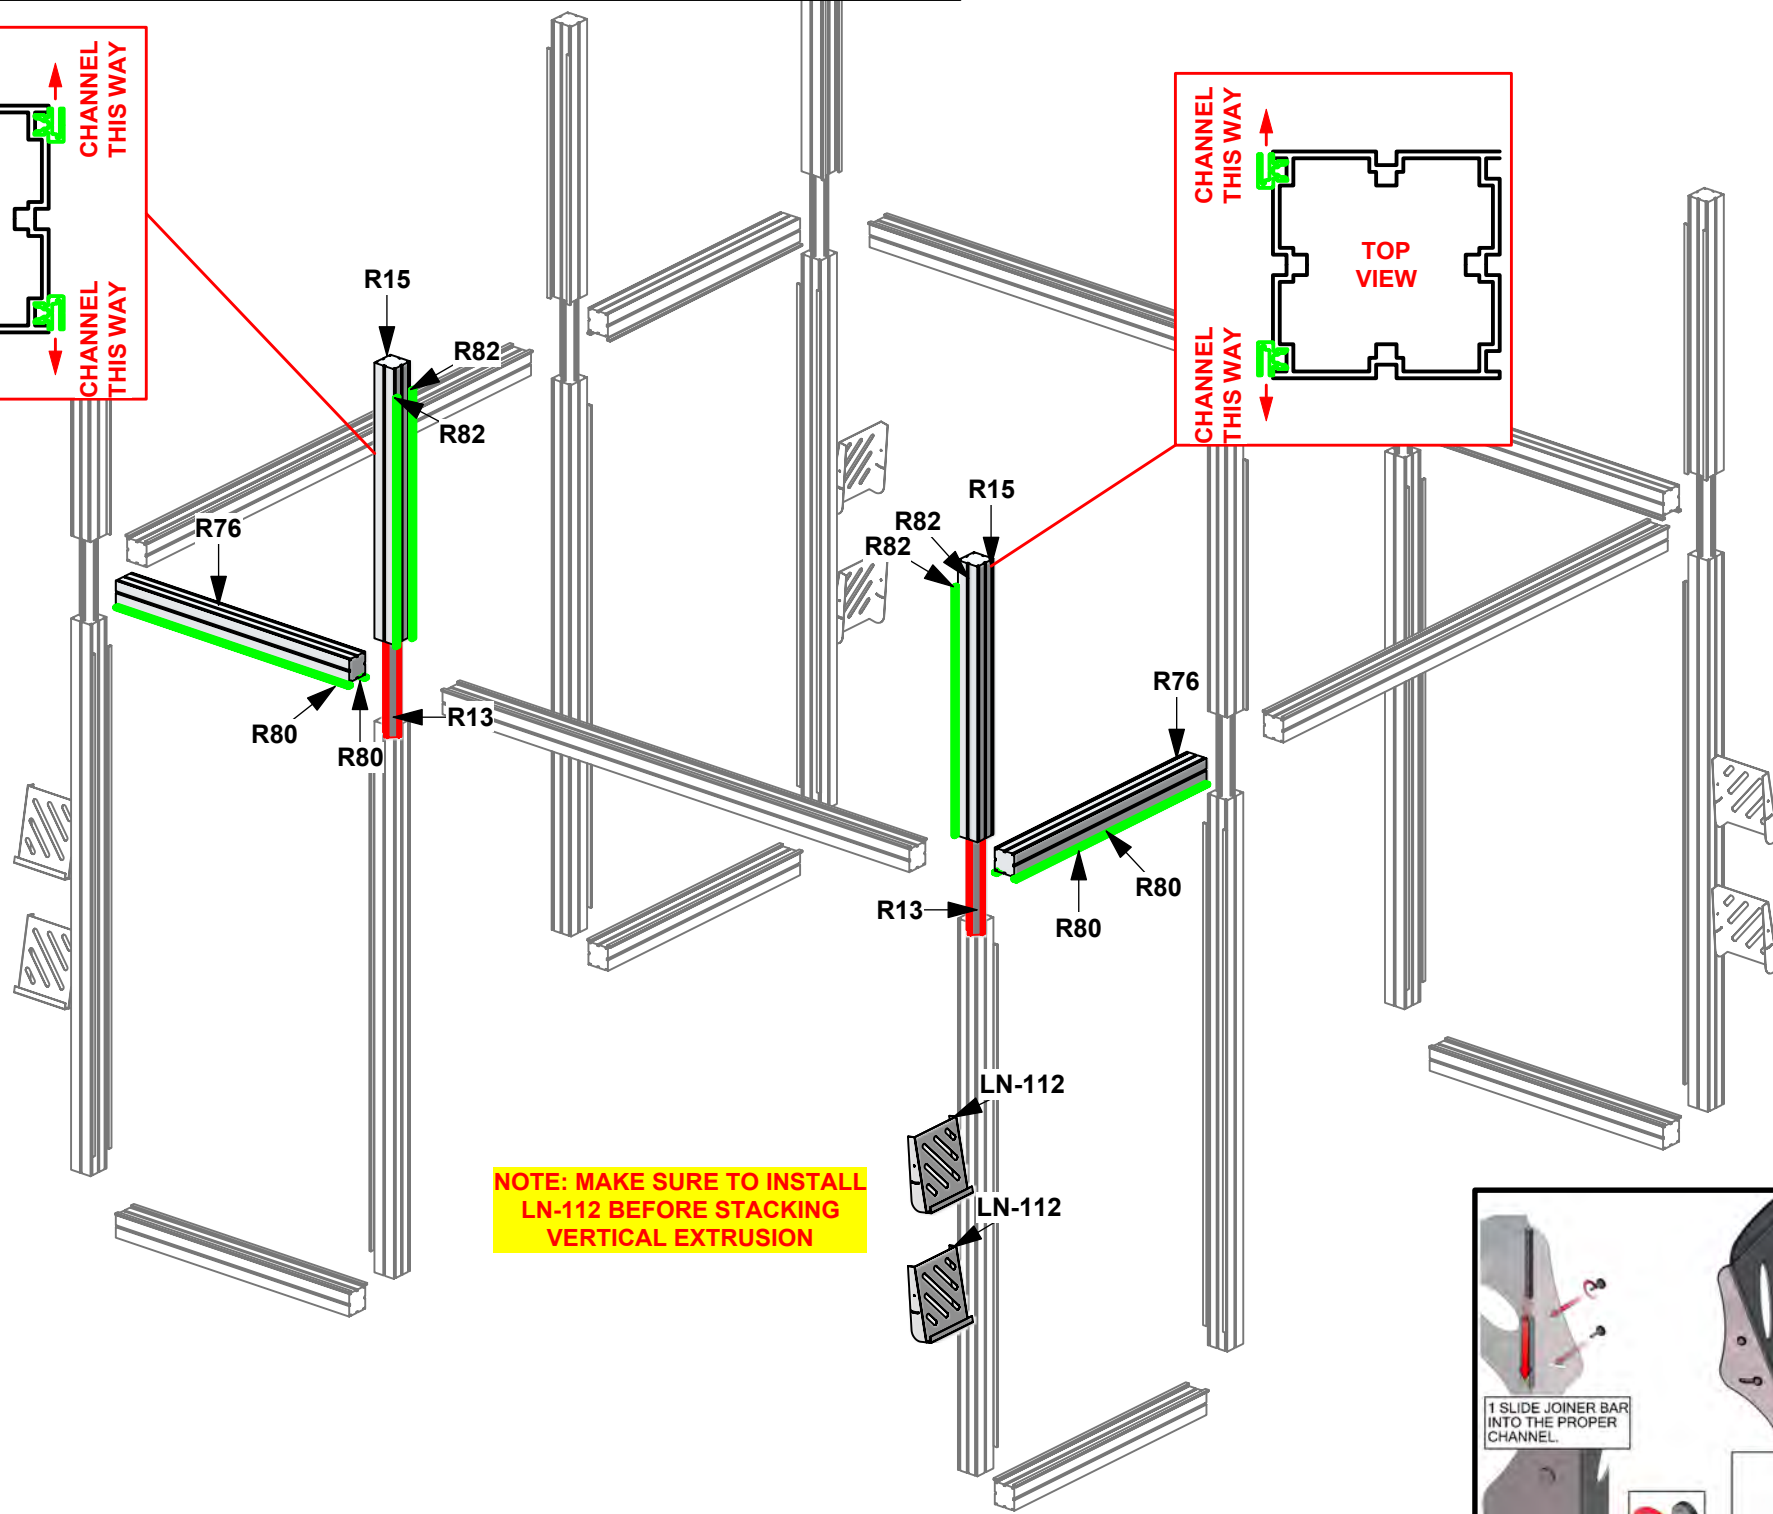 CHANNEL
THIS WAY
CHANNEL
THIS WAY
CHANNEL
THIS WAY
TOP
VIEW
CHANNEL
THIS WAY
R15
R82
R82
R76
R80
R80
R13
R15
R82
R82
R76
R80
R80
R13
LN-112
LN-112
NOTE: MAKE SURE TO INSTALL
LN-112 BEFORE STACKING
VERTICAL EXTRUSION
1 SLIDE JOINER BAR
INTO THE PROPER
CHANNEL.